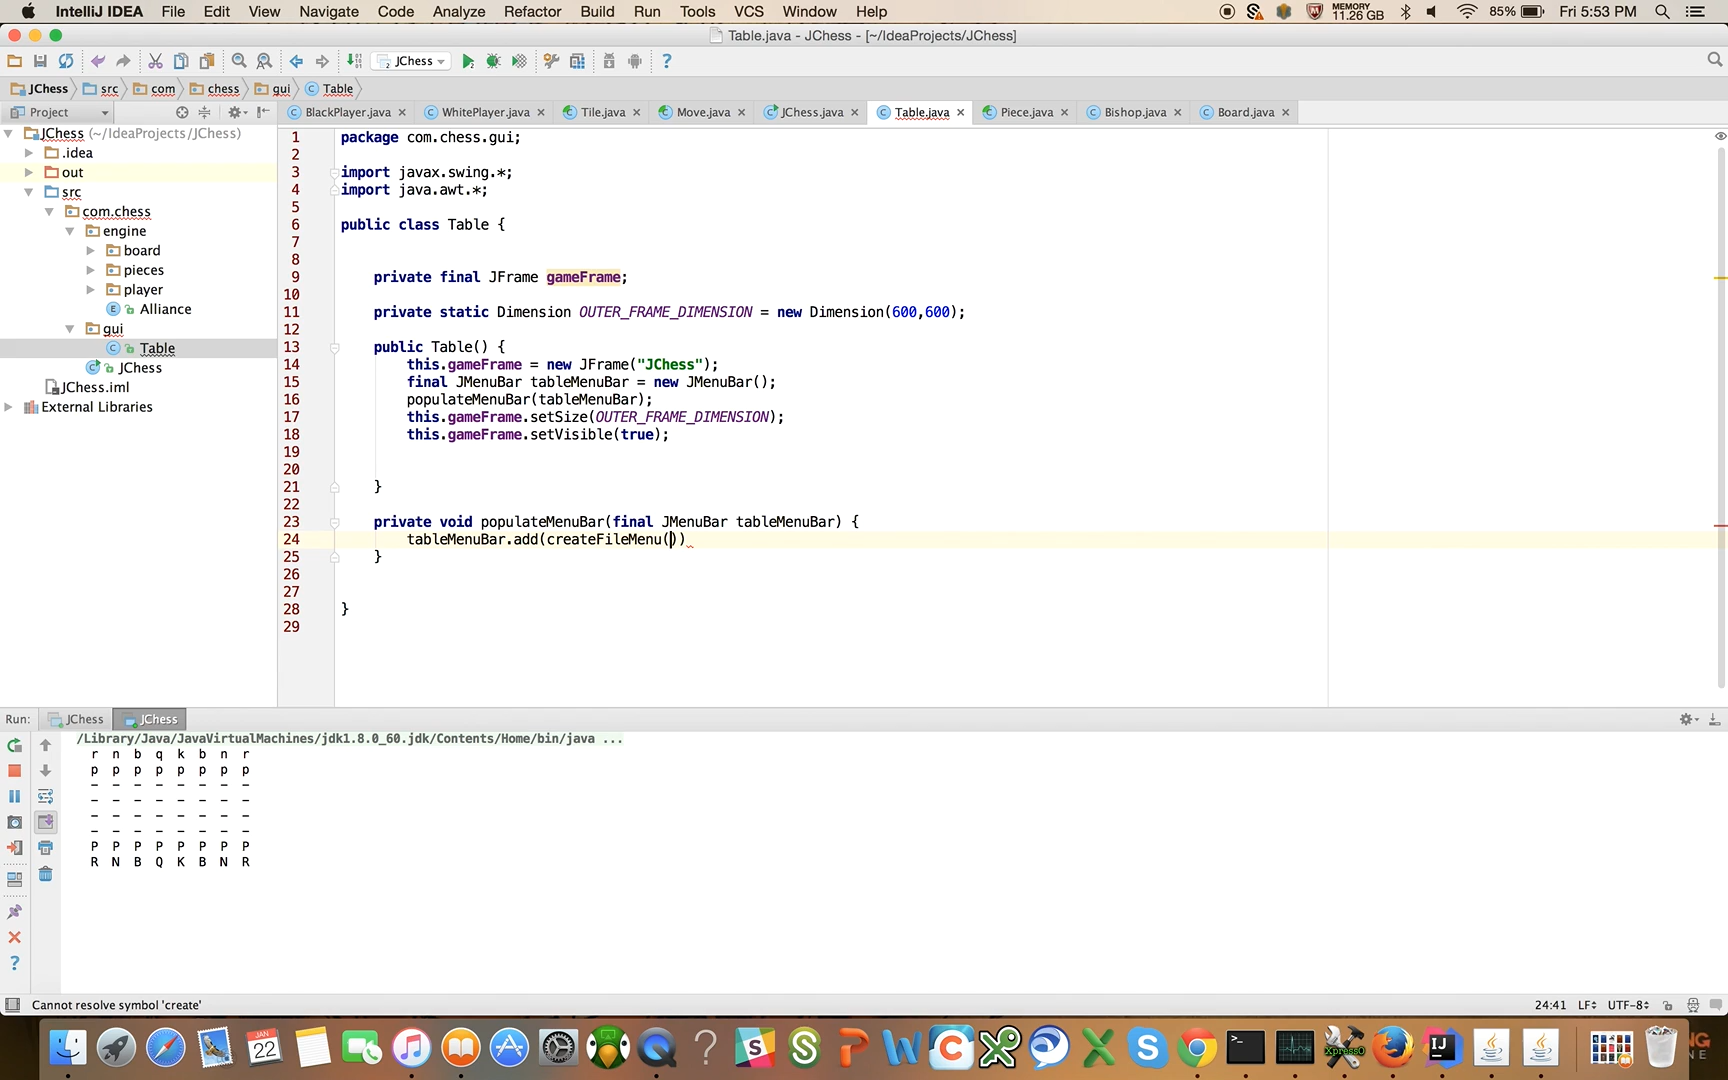 IntelliJ IDEA File Edit View Navigate Code Analyze Refactor Build Run Tools VCS Window Help MEMORY 11.26 GB 85% Fri 5:53 PM
Table.java - JChess - [~/IdeaProjects/JChess]
JChess
JChess src com chess gui Table
Project BlackPlayer.java WhitePlayer.java Tile.java Move.java JChess.java Table.java Piece.java Bishop.java Board.java
JChess (~/IdeaProjects/JChess)
.idea
out
src
com.chess
engine
board
pieces
player
Alliance
gui
Table
JChess
JChess.iml
External Libraries
1 package com.chess.gui;
2
3 import javax.swing.*;
4 import java.awt.*;
5
6 public class Table {
7
8
9 private final JFrame gameFrame;
10
11 private static Dimension OUTER_FRAME_DIMENSION = new Dimension(600,600);
12
13 public Table() {
14 this.gameFrame = new JFrame("JChess");
15 final JMenuBar tableMenuBar = new JMenuBar();
16 populateMenuBar(tableMenuBar);
17 this.gameFrame.setSize(OUTER_FRAME_DIMENSION);
18 this.gameFrame.setVisible(true);
19
20
21 }
22
23 private void populateMenuBar(final JMenuBar tableMenuBar) {
24 tableMenuBar.add(createFileMenu())
25 }
26
27
28 }
29
Run: JChess JChess
/Library/Java/JavaVirtualMachines/jdk1.8.0_60.jdk/Contents/Home/bin/java ...
r n b q k b n r
p p p p p p p p
- - - - - - - -
- - - - - - - -
- - - - - - - -
- - - - - - - -
P P P P P P P P
R N B Q K B N R
Cannot resolve symbol 'create' 24:41 LF UTF-8
JAN
22